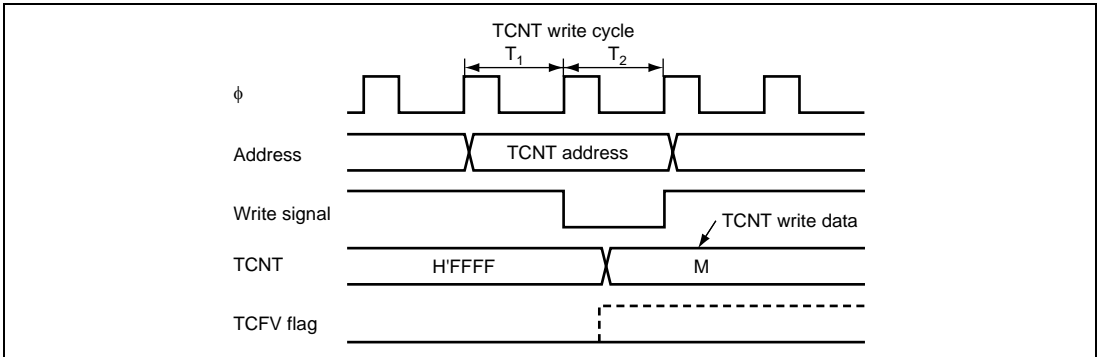 TCNT write cycle
T1 T2
ϕ
Address TCNT address
Write signal
TCNT write data
TCNT H'FFFF M
TCFV flag